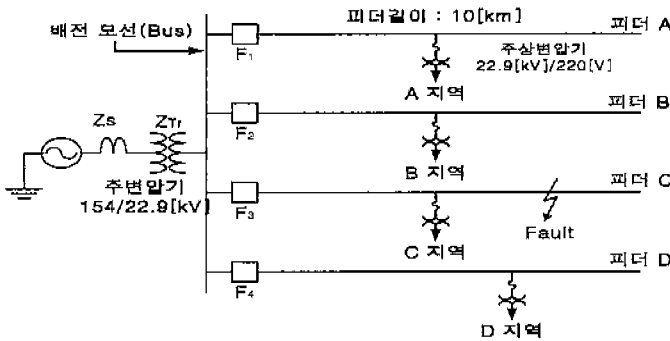 피더길이 : 10[km]
피더 A
배전 모선(Bus)
F₁
주상변압기
22.9[kV]/220[V]
A 지역
피더 B
Zs
ZTr
F₂
B 지역
주변압기
154/22.9[kV]
피더 C
F₃
Fault
C 지역
피더 D
F₄
D 지역